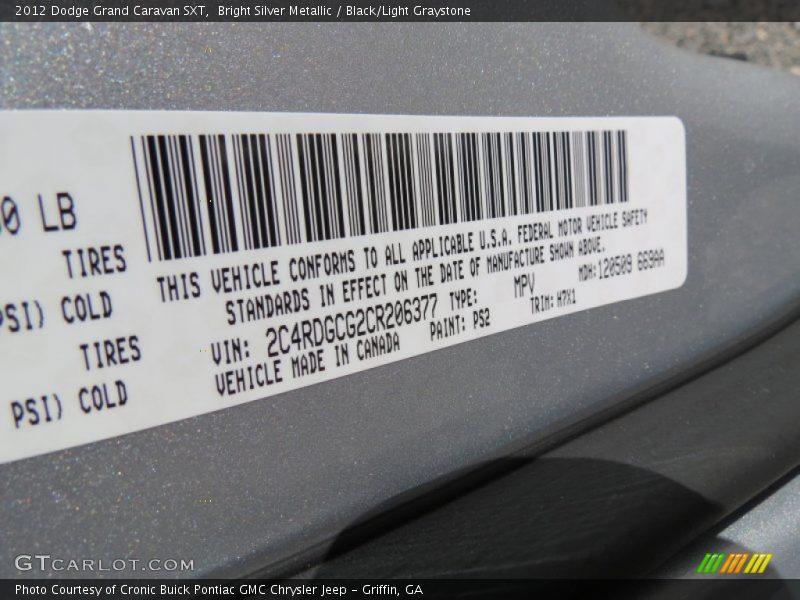 2012 Dodge Grand Caravan SXT, Bright Silver Metallic / Black/Light Graystone
0 LB
TIRES
PSI) COLD
TIRES
PSI) COLD
THIS VEHICLE CONFORMS TO ALL APPLICABLE U.S.A. FEDERAL MOTOR VEHICLE SAFETY
STANDARDS IN EFFECT ON THE DATE OF MANUFACTURE SHOWN ABOVE.
VIN: 2C4RDGCG2CR206377 TYPE: MPV MDH:120509 669AA
VEHICLE MADE IN CANADA PAINT: PS2 TRIM: H7X1
GTCARLOT.COM
Photo Courtesy of Cronic Buick Pontiac GMC Chrysler Jeep - Griffin, GA